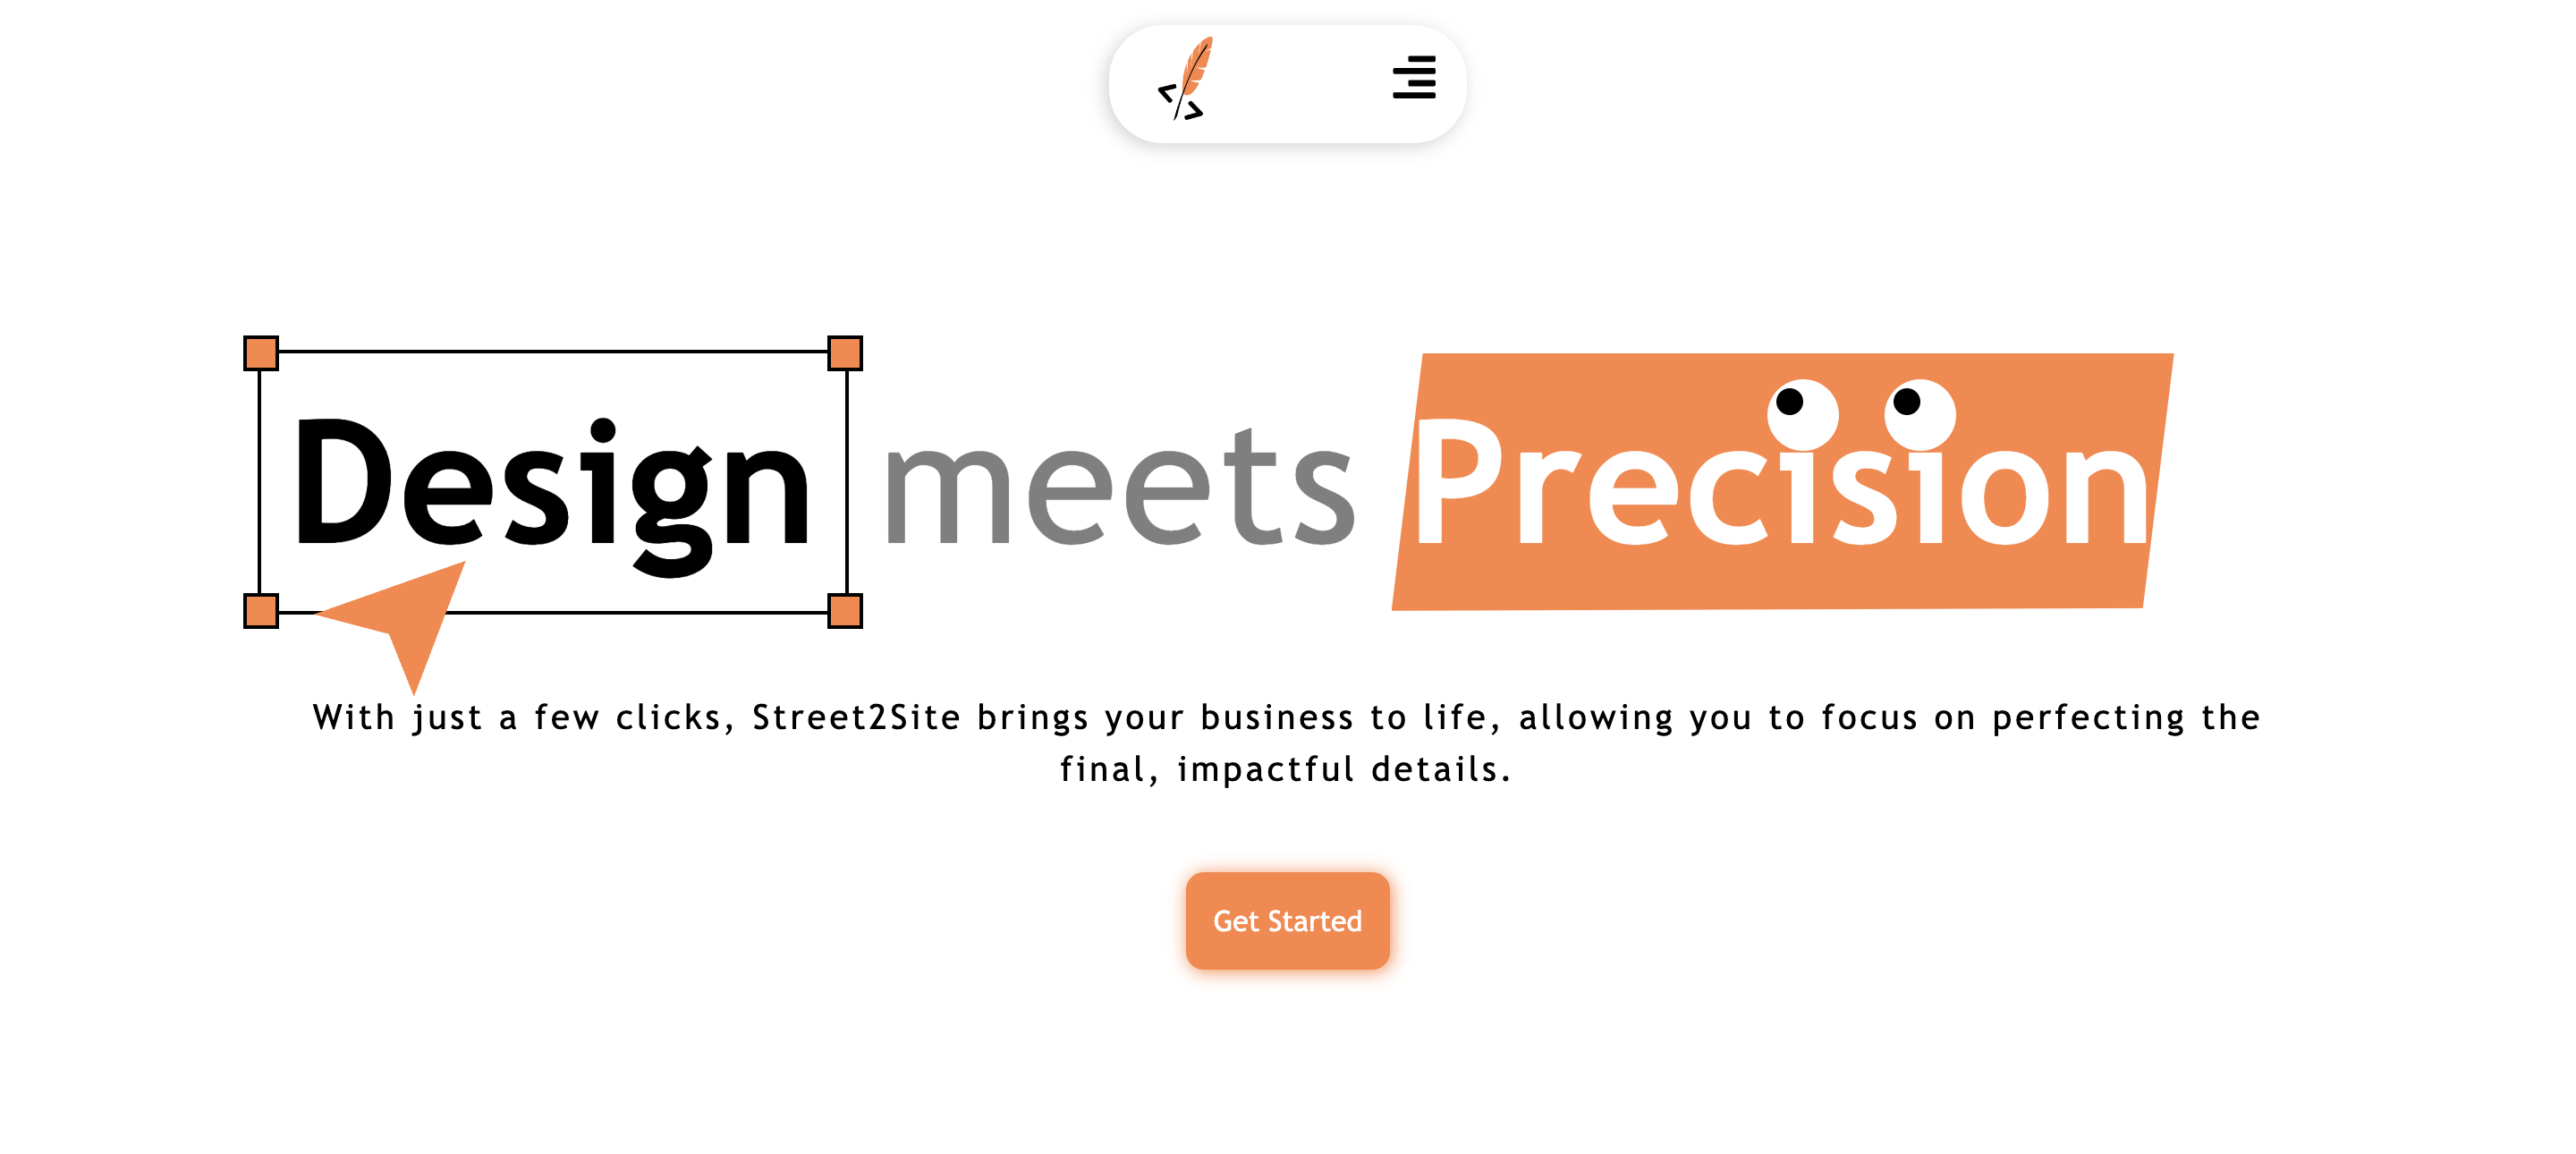 Design meets Precision
With just a few clicks, Street2Site brings your business to life, allowing you to focus on perfecting the
final, impactful details.
Get Started